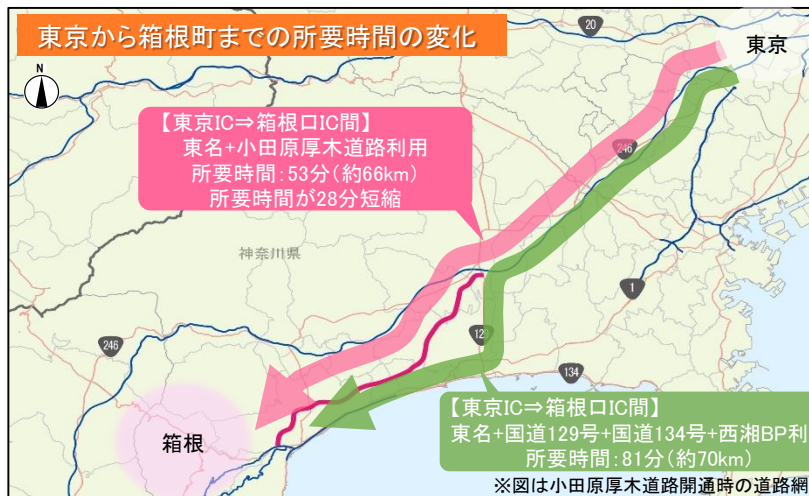 東京から箱根町までの所要時間の変化
20
東京
N
【東京IC⇒箱根口IC間】
東名+小田原厚木道路利用
所要時間:53分(約66km)
所要時間が28分短縮
246
神奈川県
1
246
129
134
箱根
【東京IC⇒箱根口IC間】
東名+国道129号+国道134号+西湘BP利
所要時間:81分(約70km)
※図は小田原厚木道路開通時の道路網